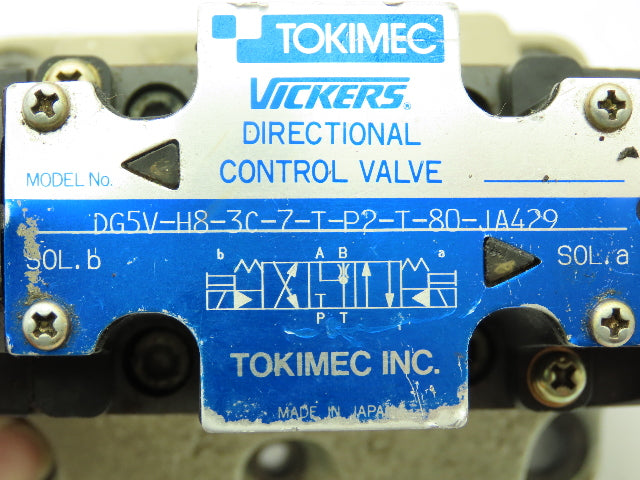 TOKIMEC
VICKERS®
DIRECTIONAL
CONTROL VALVE
MODEL No.
DG5V-H8-3C-7-T-P2-T-80-JA429
SOL.b
b A B a
SOL.a
T
P T
TOKIMEC INC.
MADE IN JAPAN